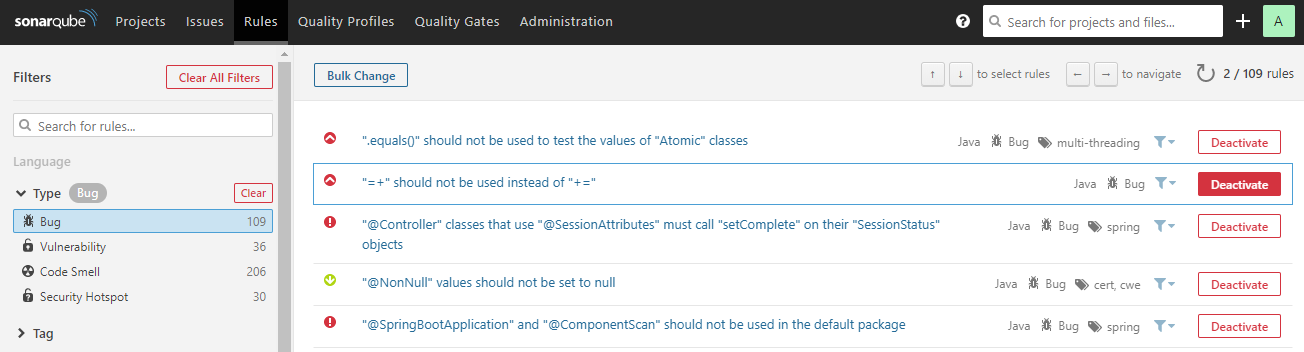 sonarqube Projects Issues Rules Quality Profiles Quality Gates Administration ? Search for projects and files... + A
Filters Clear All Filters
Search for rules...
Language
Type Bug Clear
Bug 109
Vulnerability 36
Code Smell 206
Security Hotspot 30
Tag
Bulk Change ↑ ↓ to select rules ← → to navigate 2 / 109 rules
".equals()" should not be used to test the values of "Atomic" classes Java Bug multi-threading Deactivate
"=+" should not be used instead of "+=" Java Bug Deactivate
"@Controller" classes that use "@SessionAttributes" must call "setComplete" on their "SessionStatus" Java Bug spring Deactivate
objects
"@NonNull" values should not be set to null Java Bug cert, cwe Deactivate
"@SpringBootApplication" and "@ComponentScan" should not be used in the default package Java Bug spring Deactivate